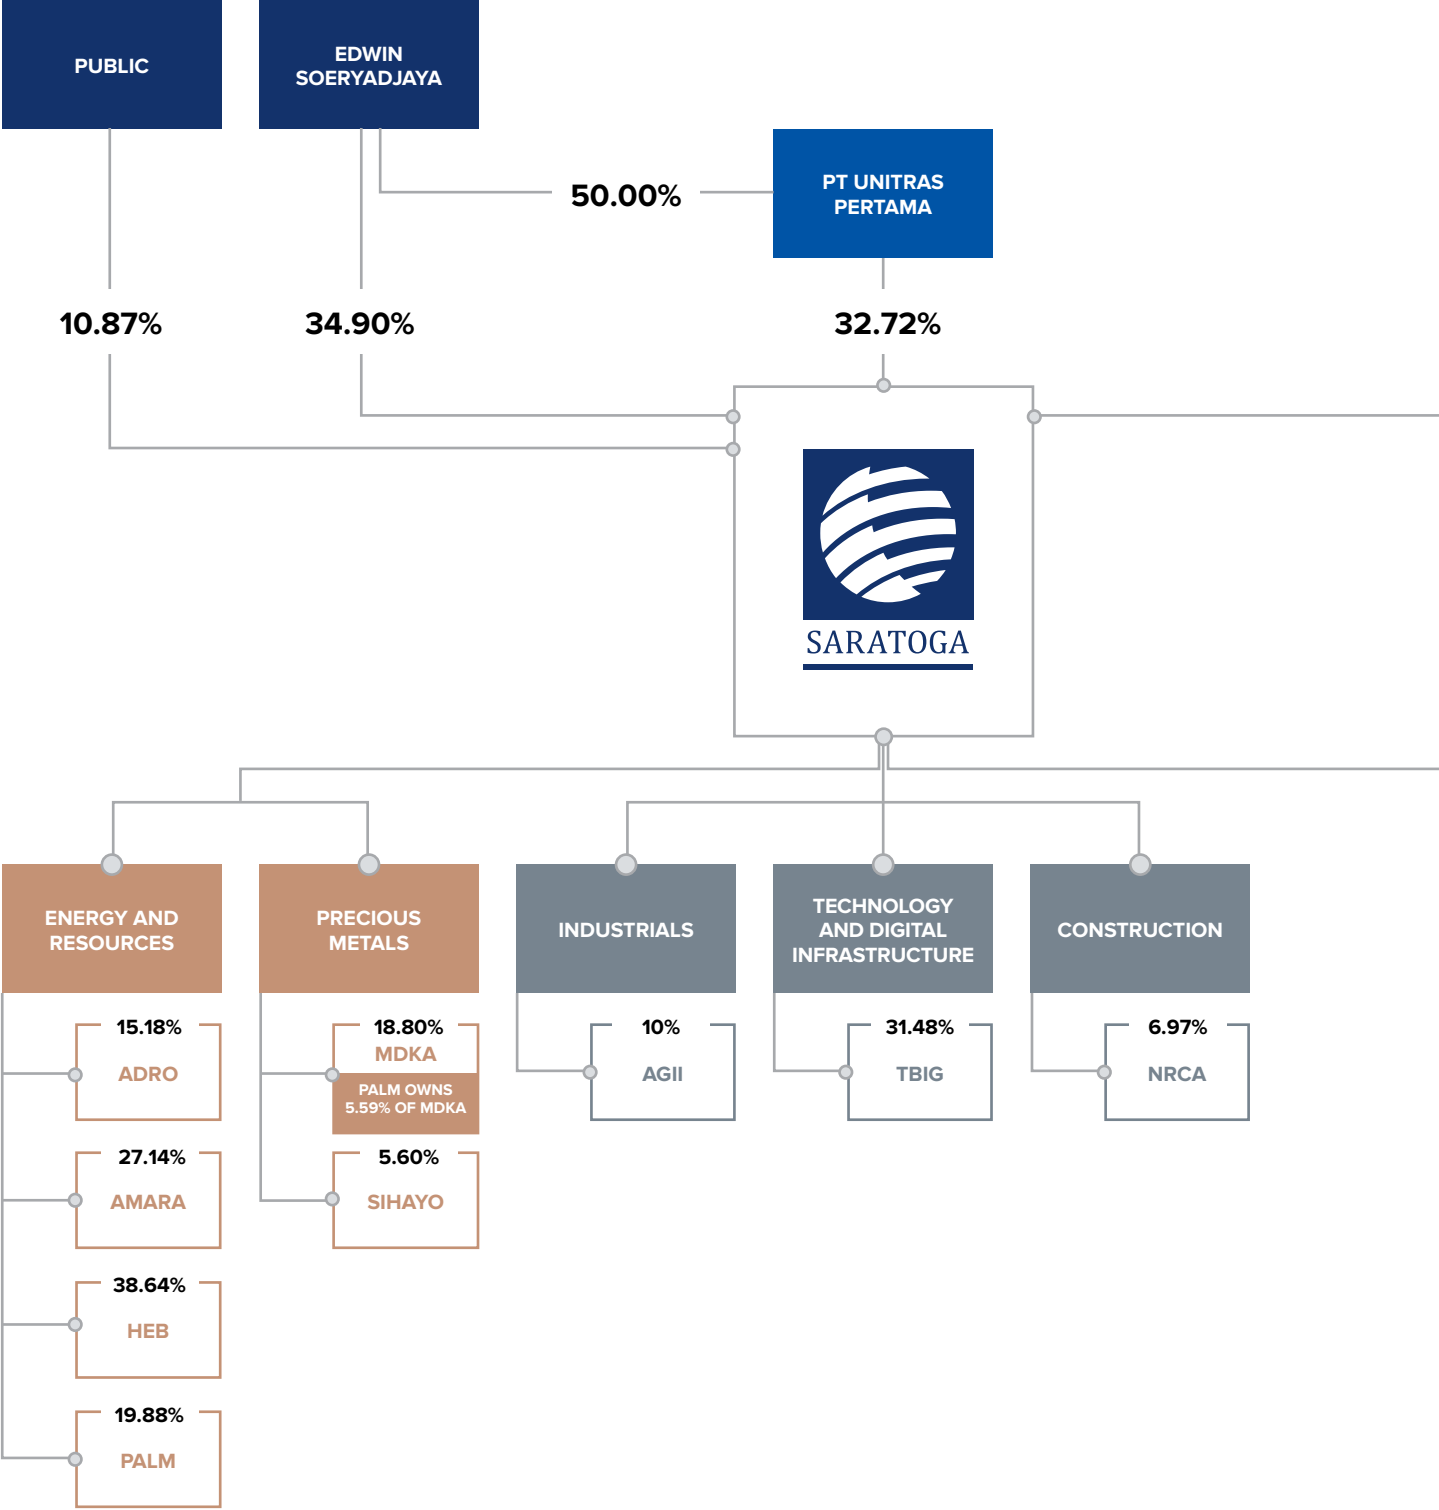 PUBLIC
EDWIN
SOERYADJAYA
50.00%
PT UNITRAS
PERTAMA
10.87%
34.90%
32.72%
SARATOGA
ENERGY AND
RESOURCES
PRECIOUS
METALS
INDUSTRIALS
TECHNOLOGY
AND DIGITAL
INFRASTRUCTURE
CONSTRUCTION
15.18%
ADRO
27.14%
AMARA
38.64%
HEB
19.88%
PALM
18.80%
MDKA
PALM OWNS
5.59% OF MDKA
5.60%
SIHAYO
10%
AGII
31.48%
TBIG
6.97%
NRCA